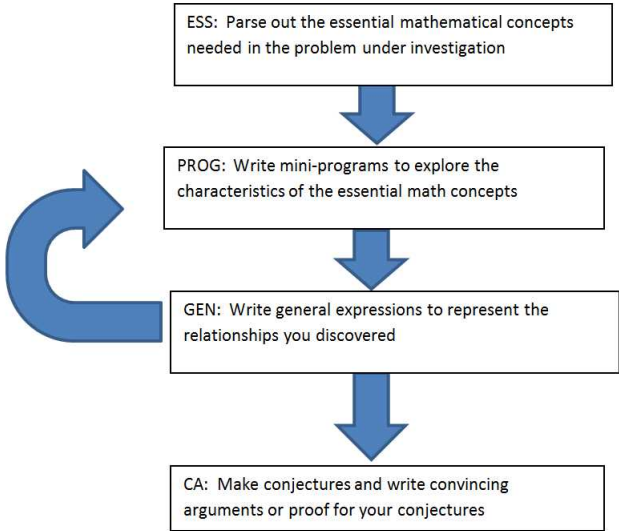 ESS:  Parse out the essential mathematical concepts
needed in the problem under investigation
PROG:  Write mini-programs to explore the
characteristics of the essential math concepts
GEN:  Write general expressions to represent the
relationships you discovered
CA:  Make conjectures and write convincing
arguments or proof for your conjectures